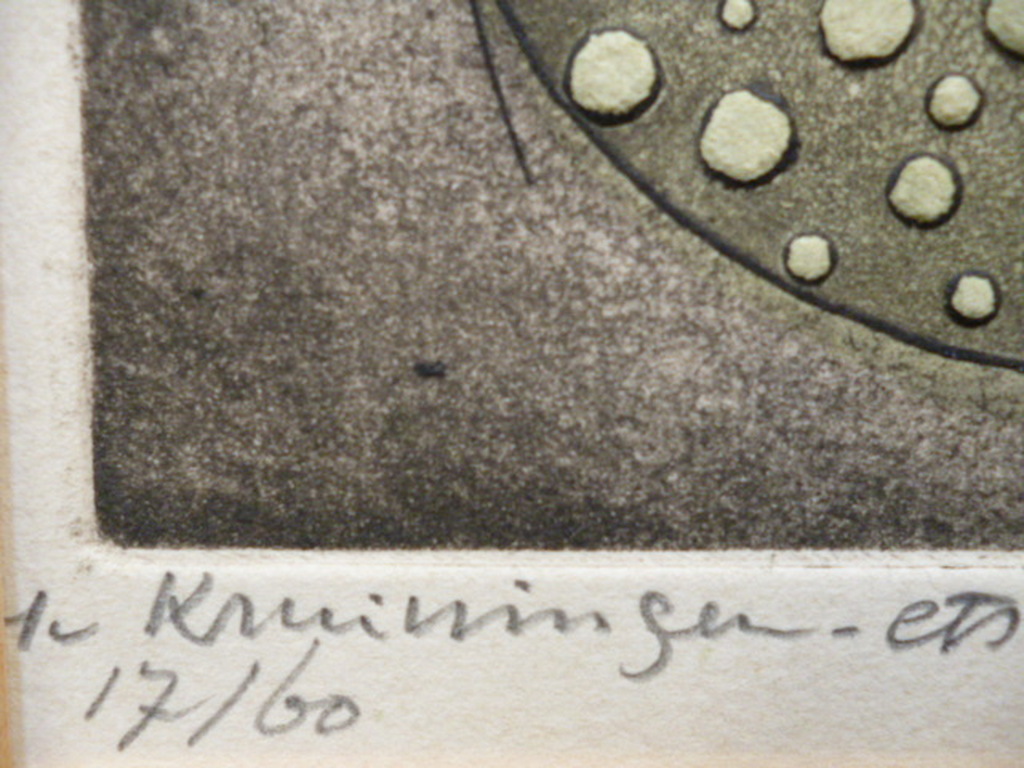 v. Kruiningen - ets
17/60